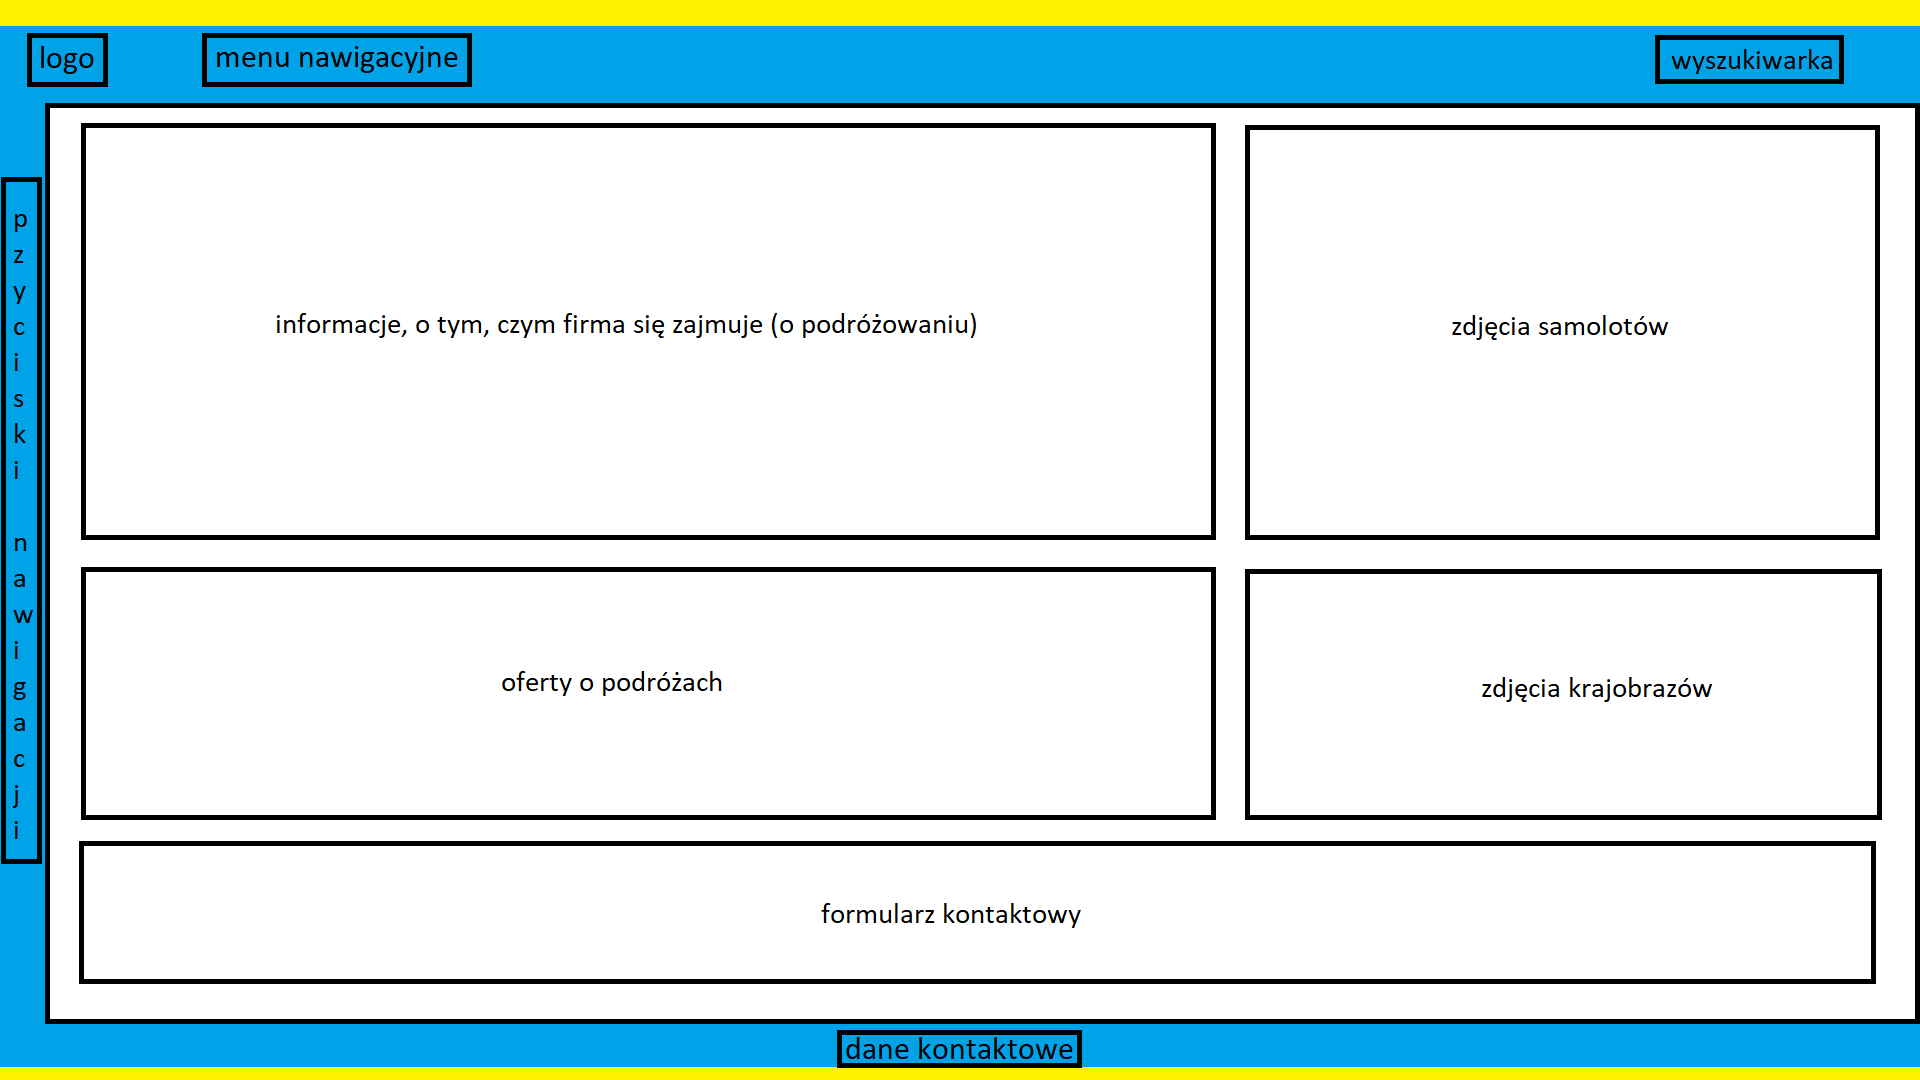 logo
menu nawigacyjne
wyszukiwarka
p
z
y
c
i
s
k
i
n
a
w
i
g
a
c
j
i
informacje, o tym, czym firma się zajmuje (o podróżowaniu)
zdjęcia samolotów
oferty o podróżach
zdjęcia krajobrazów
formularz kontaktowy
dane kontaktowe